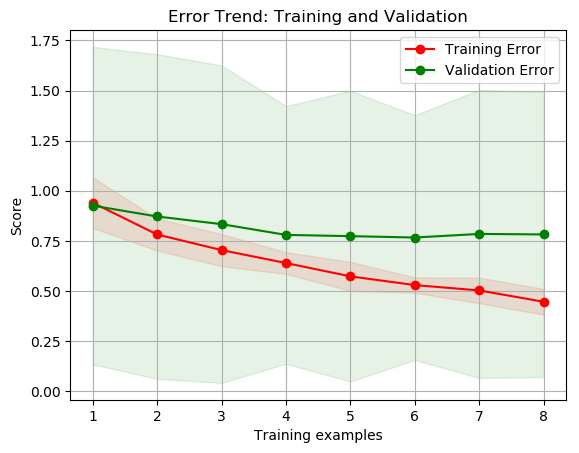 Error Trend: Training and Validation
Training Error
Validation Error
1.75
1.50
1.25
1.00
0.75
0.50
0.25
0.00
Score
1 2 3 4 5 6 7 8
Training examples